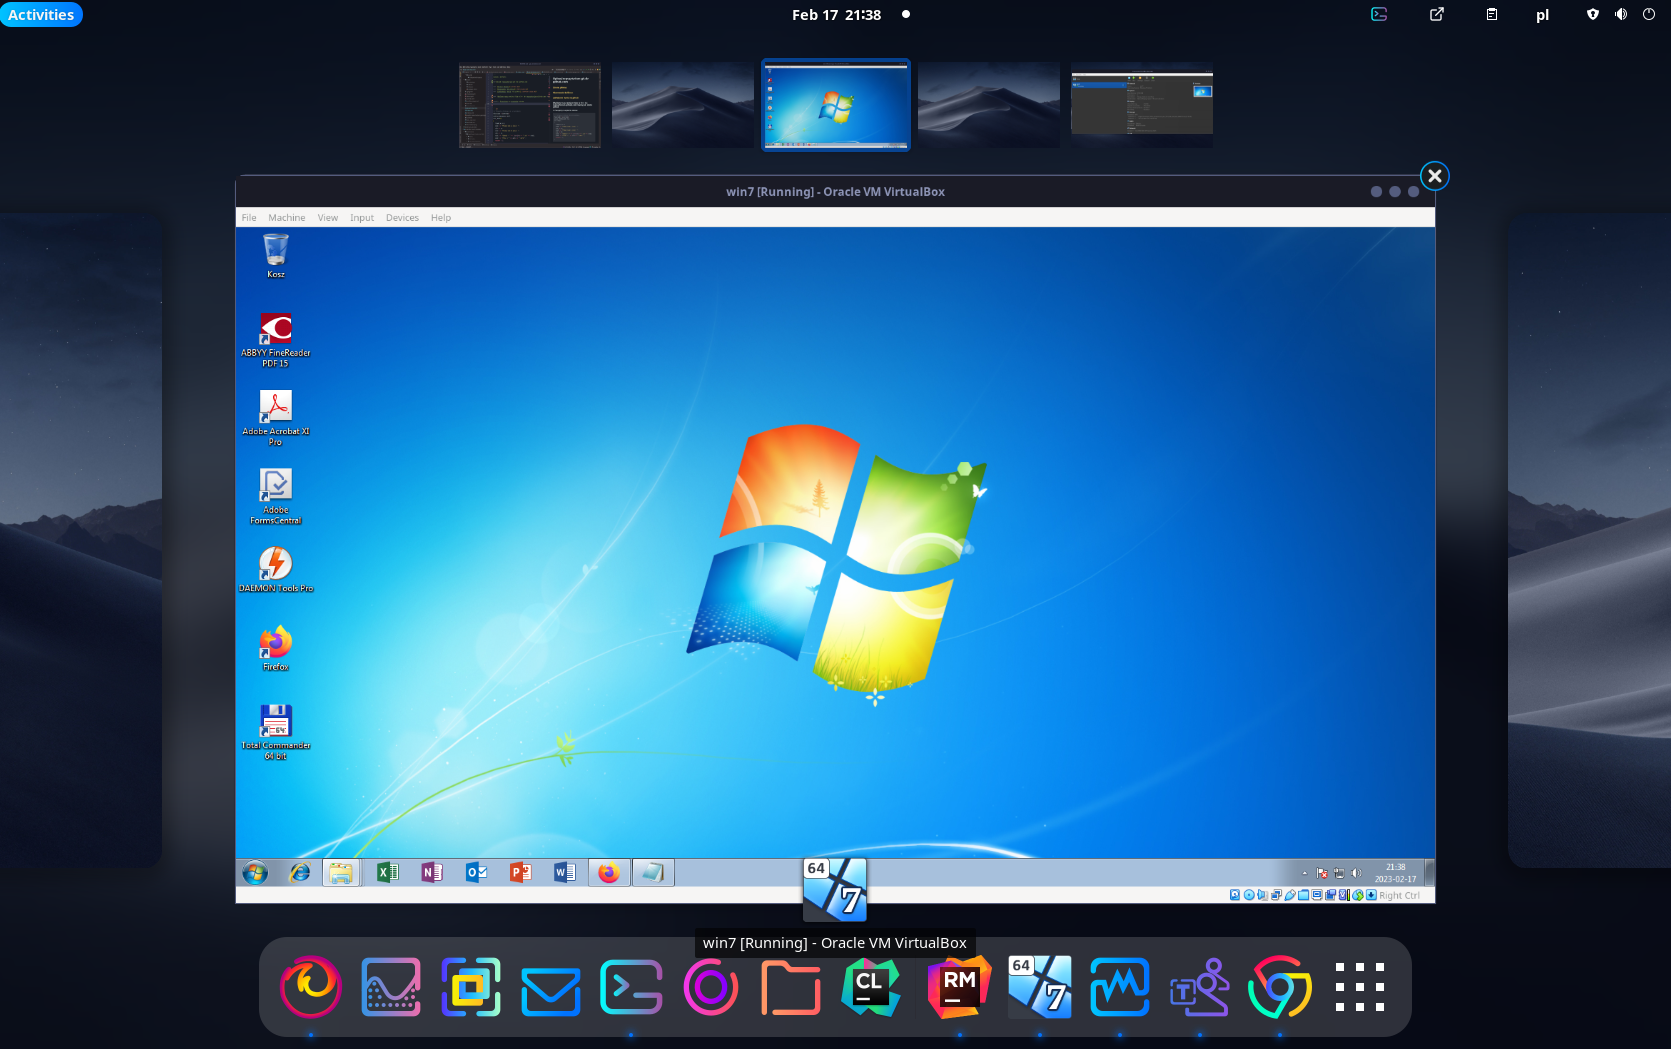 Activities
Feb 17 21:38
pl
win7 [Running] - Oracle VM VirtualBox
File Machine View Input Devices Help
Kosz
ABBYY FineReader
PDF 15
Adobe Acrobat XI
Pro
Adobe
FormsCentral
DAEMON Tools Pro
Firefox
64
Total Commander
64 bit
X
N
O
P
W
64
7
21:38
2023-02-17
Right Ctrl
win7 [Running] - Oracle VM VirtualBox
CL
RM
64
7
T